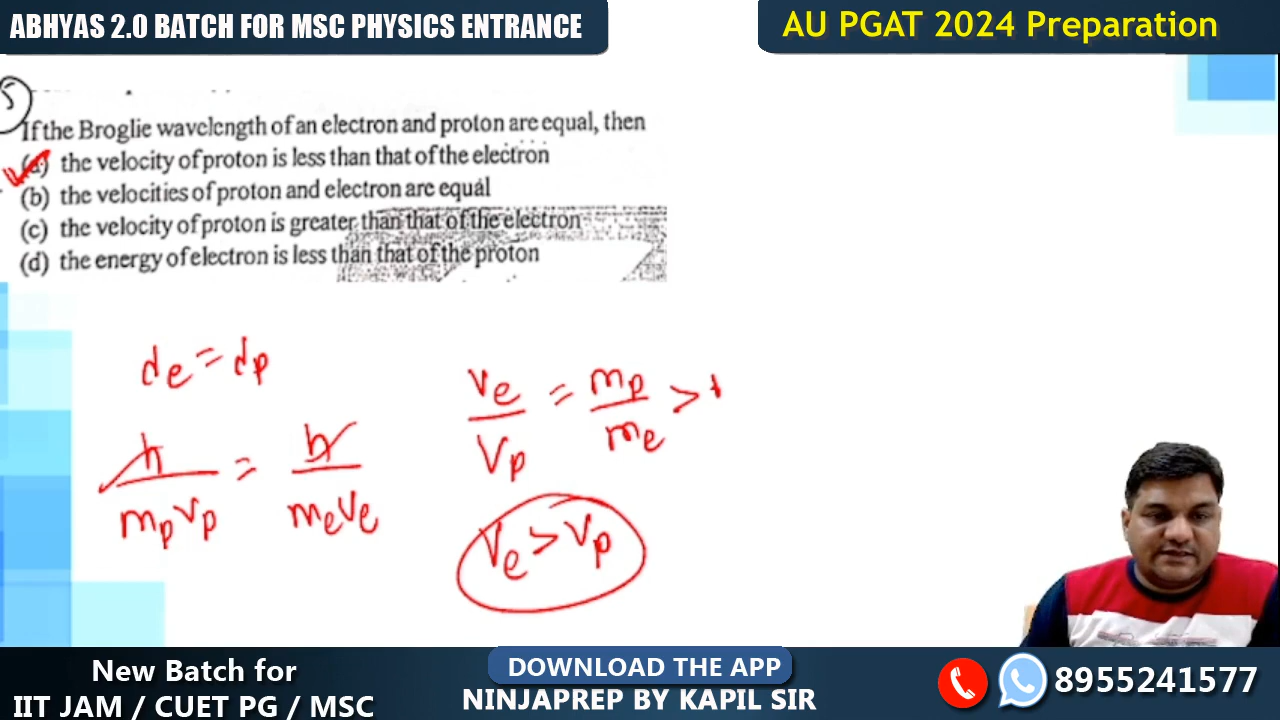 ABHYAS 2.0 BATCH FOR MSC PHYSICS ENTRANCE
AU PGAT 2024 Preparation
5
If the Broglie wavelength of an electron and proton are equal, then
(a) the velocity of proton is less than that of the electron
(b) the velocities of proton and electron are equal
(c) the velocity of proton is greater than that of the electron
(d) the energy of electron is less than that of the proton
de = dp
h/mpvp = h/meve
ve/vp = mp/me > 1
ve > vp
New Batch for
IIT JAM / CUET PG / MSC
DOWNLOAD THE APP
NINJAPREP BY KAPIL SIR
8955241577